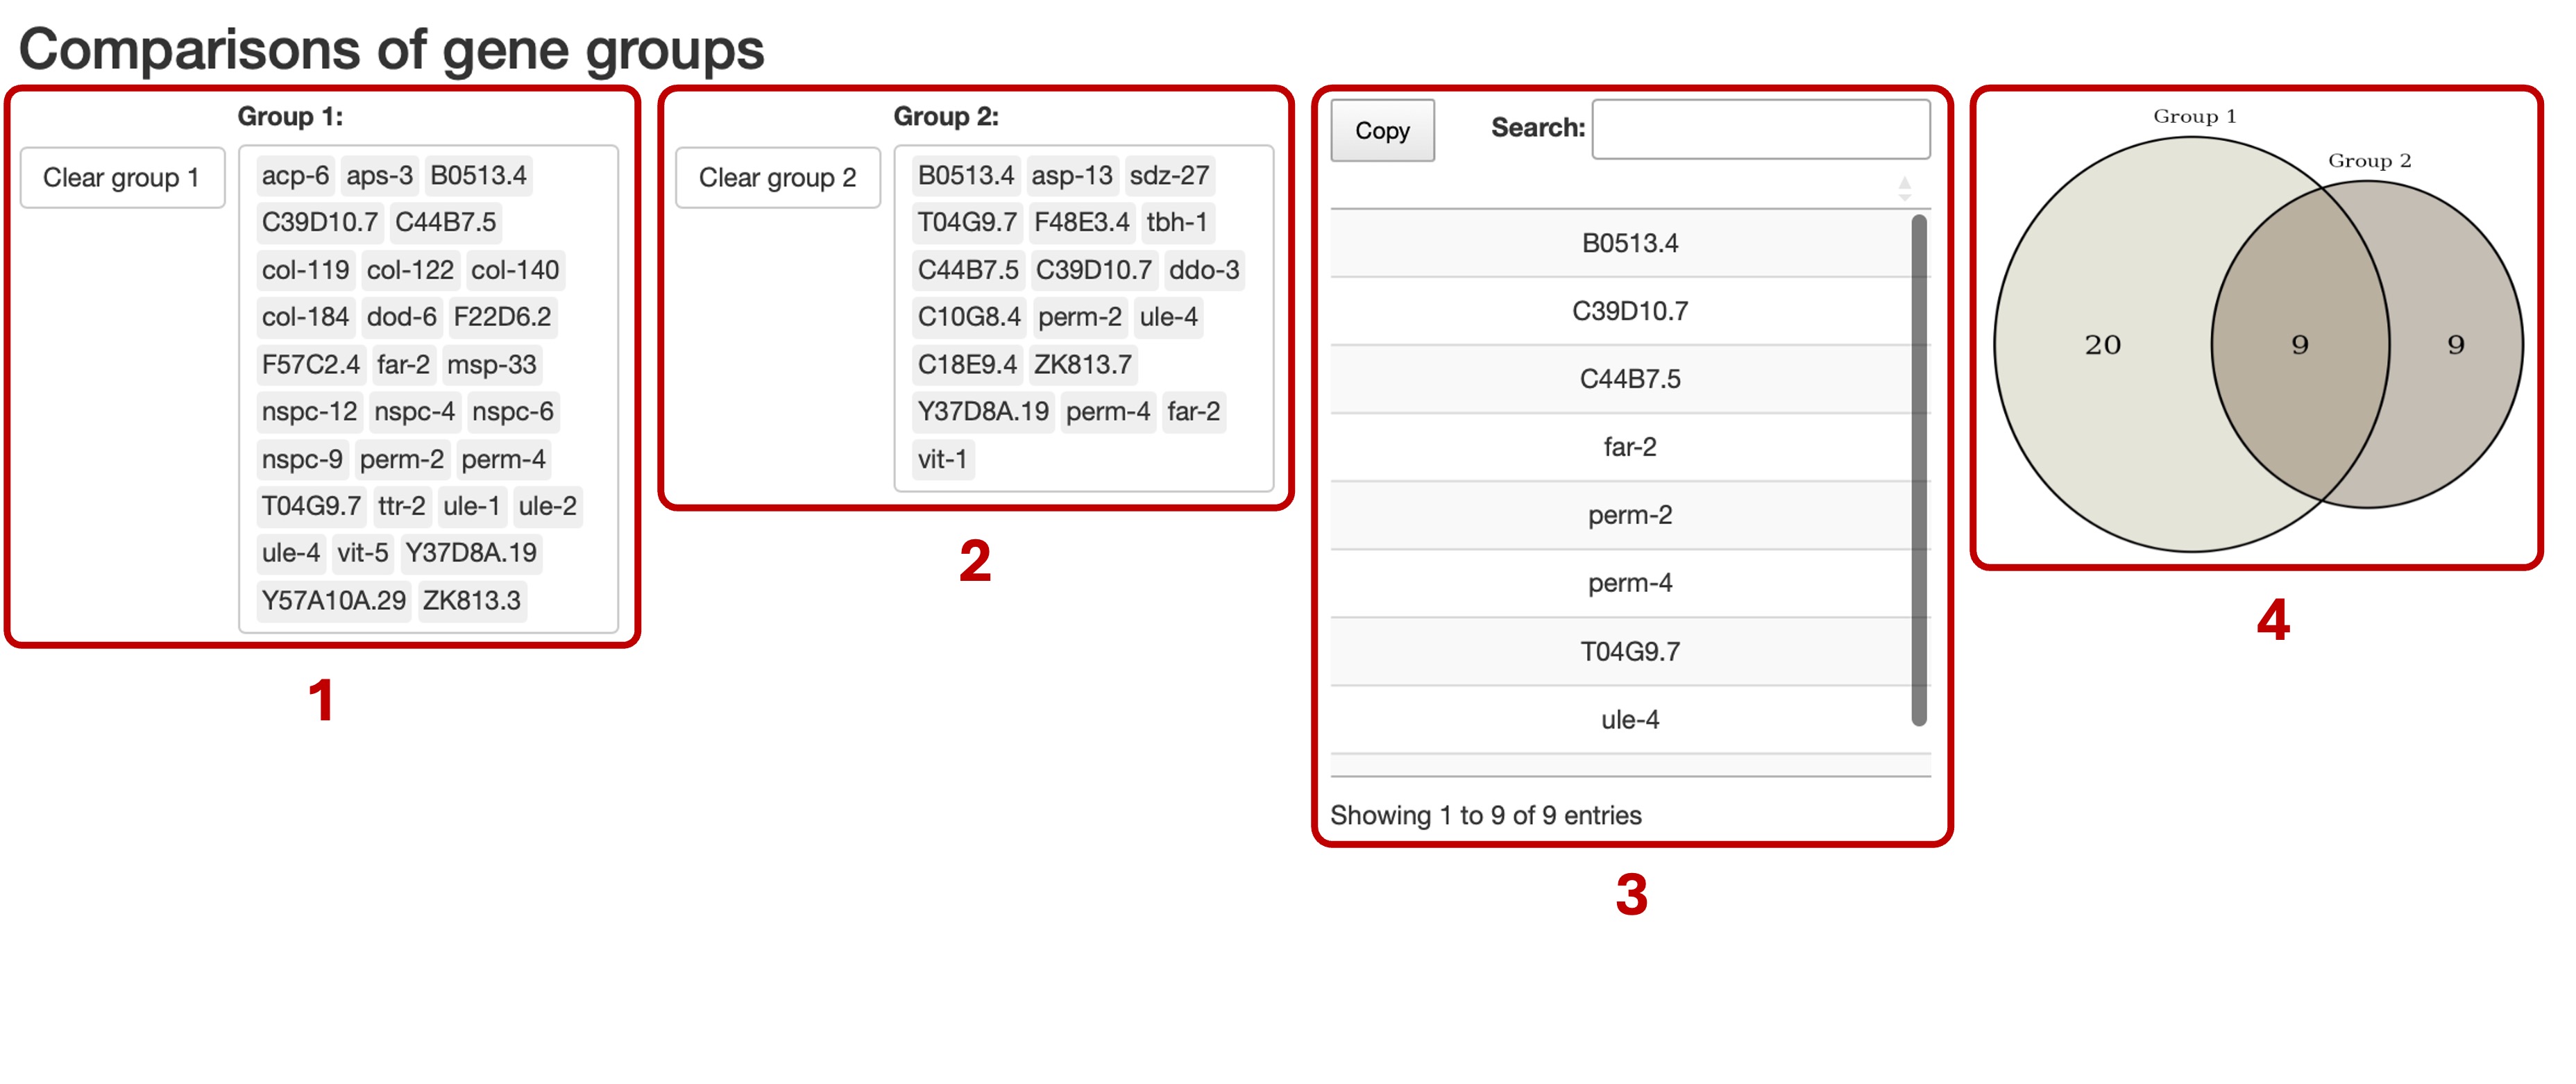 Comparisons of gene groups
Group 1:
Clear group 1
acp-6 aps-3 B0513.4
C39D10.7 C44B7.5
col-119 col-122 col-140
col-184 dod-6 F22D6.2
F57C2.4 far-2 msp-33
nspc-12 nspc-4 nspc-6
nspc-9 perm-2 perm-4
T04G9.7 ttr-2 ule-1 ule-2
ule-4 vit-5 Y37D8A.19
Y57A10A.29 ZK813.3
1
Group 2:
Clear group 2
B0513.4 asp-13 sdz-27
T04G9.7 F48E3.4 tbh-1
C44B7.5 C39D10.7 ddo-3
C10G8.4 perm-2 ule-4
C18E9.4 ZK813.7
Y37D8A.19 perm-4 far-2
vit-1
2
Copy Search:
B0513.4
C39D10.7
C44B7.5
far-2
perm-2
perm-4
T04G9.7
ule-4
Showing 1 to 9 of 9 entries
3
Group 1
Group 2
20 9 9
4